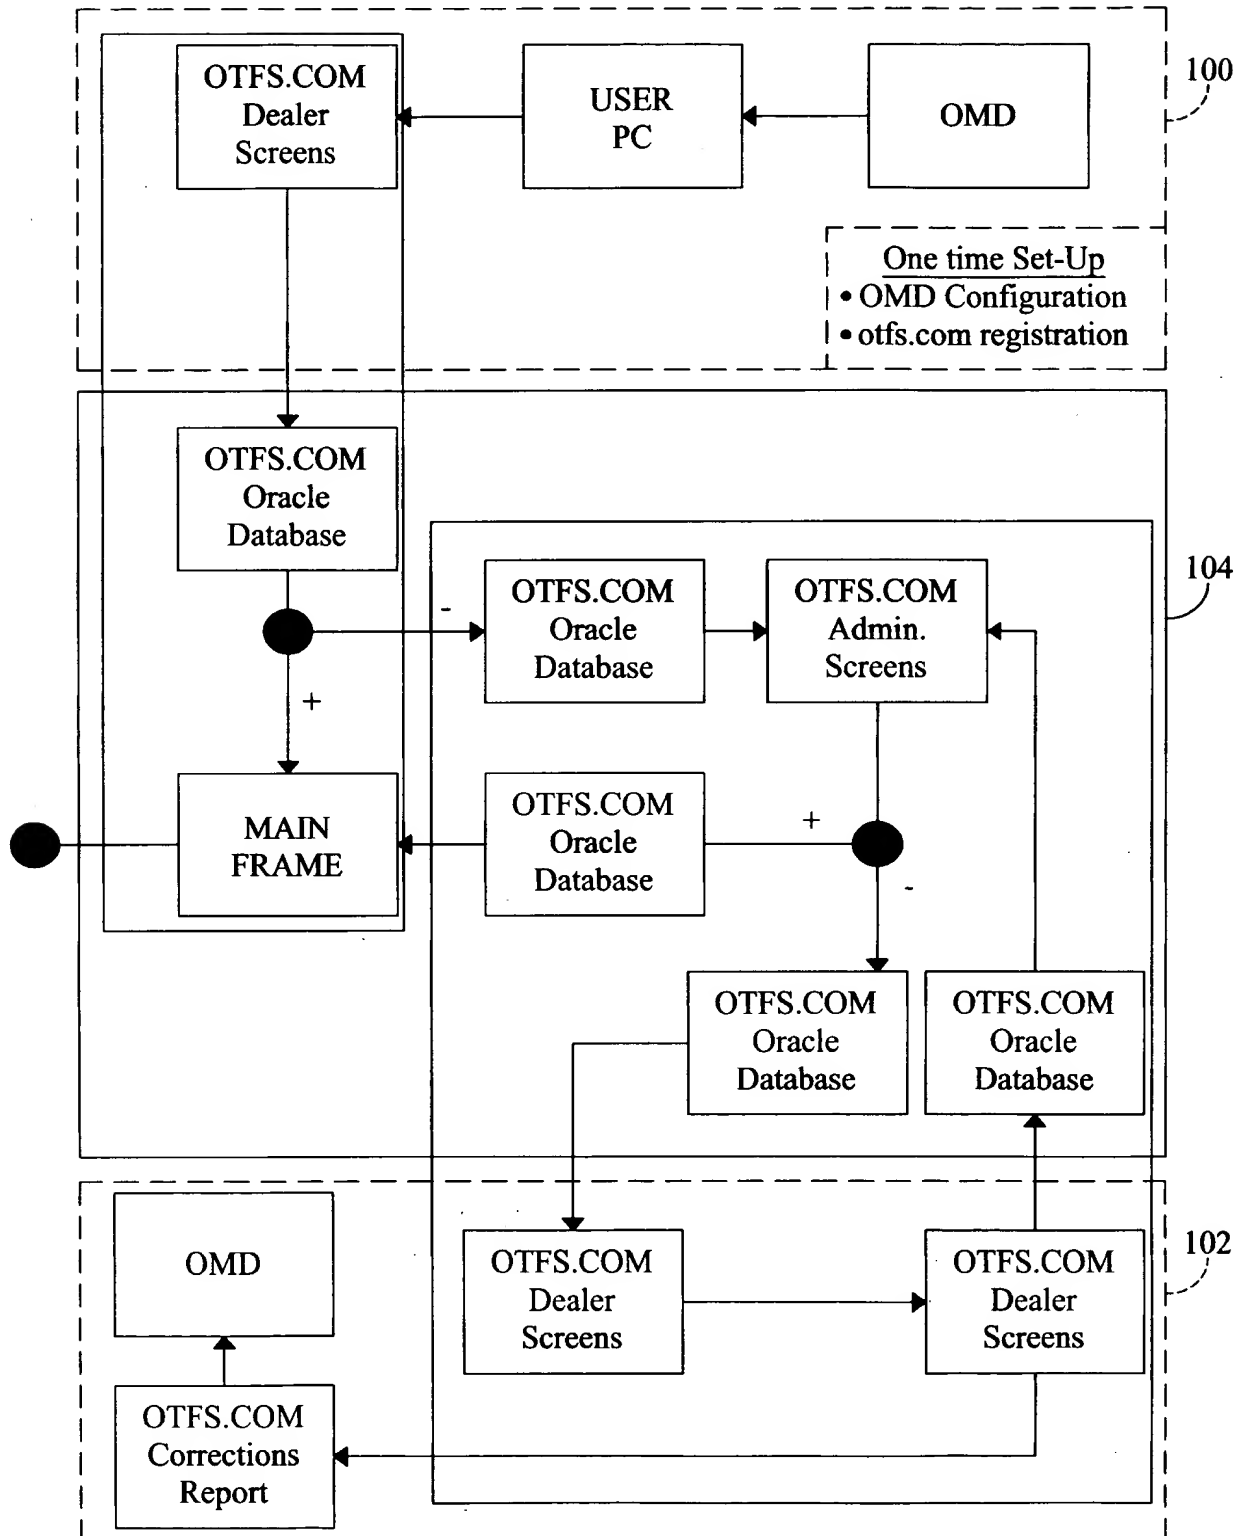 OTFS.COM
Dealer
Screens
USER
PC
OMD
100
One time Set-Up
• OMD Configuration
• otfs.com registration
OTFS.COM
Oracle
Database
104
-
OTFS.COM
Oracle
Database
OTFS.COM
Admin.
Screens
+
MAIN
FRAME
OTFS.COM
Oracle
Database
+
-
OTFS.COM
Oracle
Database
OTFS.COM
Oracle
Database
OMD
OTFS.COM
Dealer
Screens
OTFS.COM
Dealer
Screens
102
OTFS.COM
Corrections
Report